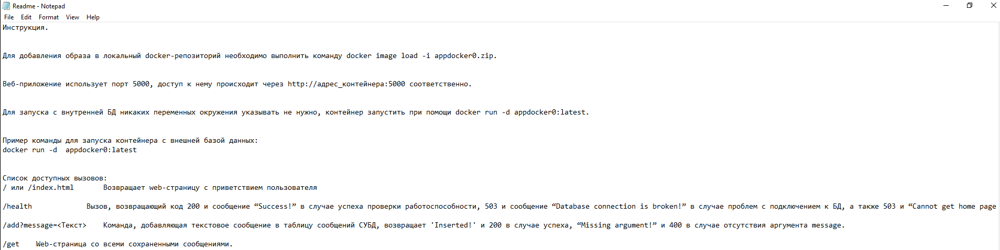 Readme - Notepad
File Edit Format View Help
Инструкция.
Для добавления образа в локальный docker-репозиторий необходимо выполнить команду docker image load -i appdocker0.zip.
Веб-приложение использует порт 5000, доступ к нему происходит через http://адрес_контейнера:5000 соответственно.
Для запуска с внутренней БД никаких переменных окружения указывать не нужно, контейнер запустить при помощи docker run -d appdocker0:latest.
Пример команды для запуска контейнера с внешней базой данных:
docker run -d  appdocker0:latest
Список доступных вызовов:
/ или /index.html       Возвращает web-страницу с приветствием пользователя
/health             Вызов, возвращающий код 200 и сообщение “Success!” в случае успеха проверки работоспособности, 503 и сообщение “Database connection is broken!” в случае проблем с подключением к БД, а также 503 и “Cannot get home page
/add?message=<Текст>    Команда, добавляющая текстовое сообщение в таблицу сообщений СУБД, возвращает 'Inserted!' и 200 в случае успеха, “Missing argument!” и 400 в случае отсутствия аргумента message.
/get    Web-страница со всеми сохраненными сообщениями.